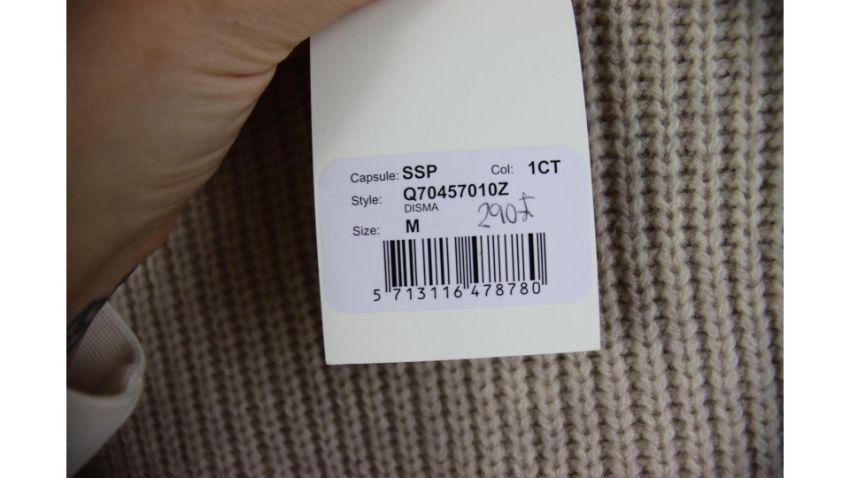 Capsule: SSP Col: 1CT
Style: Q70457010Z
DISMA
290
Size: M
5 713116 478780